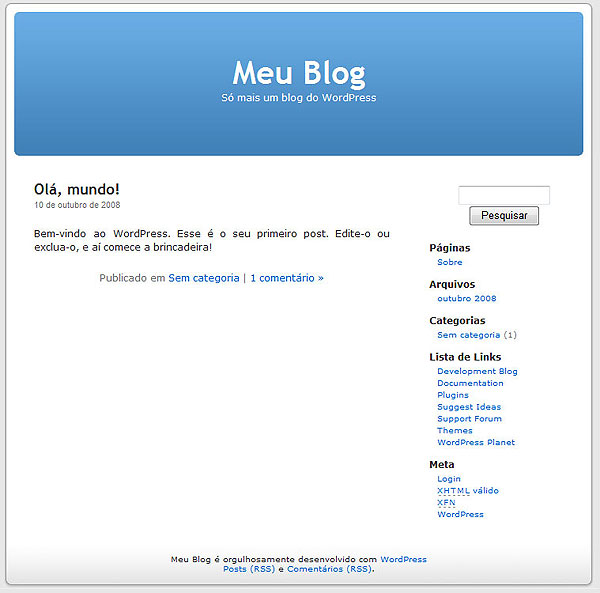 Meu Blog
Só mais um blog do WordPress
Olá, mundo!
10 de outubro de 2008
Bem-vindo ao WordPress. Esse é o seu primeiro post. Edite-o ou
exclua-o, e aí comece a brincadeira!
Publicado em Sem categoria | 1 comentário »
Pesquisar
Páginas
Sobre
Arquivos
outubro 2008
Categorias
Sem categoria (1)
Lista de Links
Development Blog
Documentation
Plugins
Suggest Ideas
Support Forum
Themes
WordPress Planet
Meta
Login
XHTML válido
XFN
WordPress
Meu Blog é orgulhosamente desenvolvido com WordPress
Posts (RSS) e Comentários (RSS).